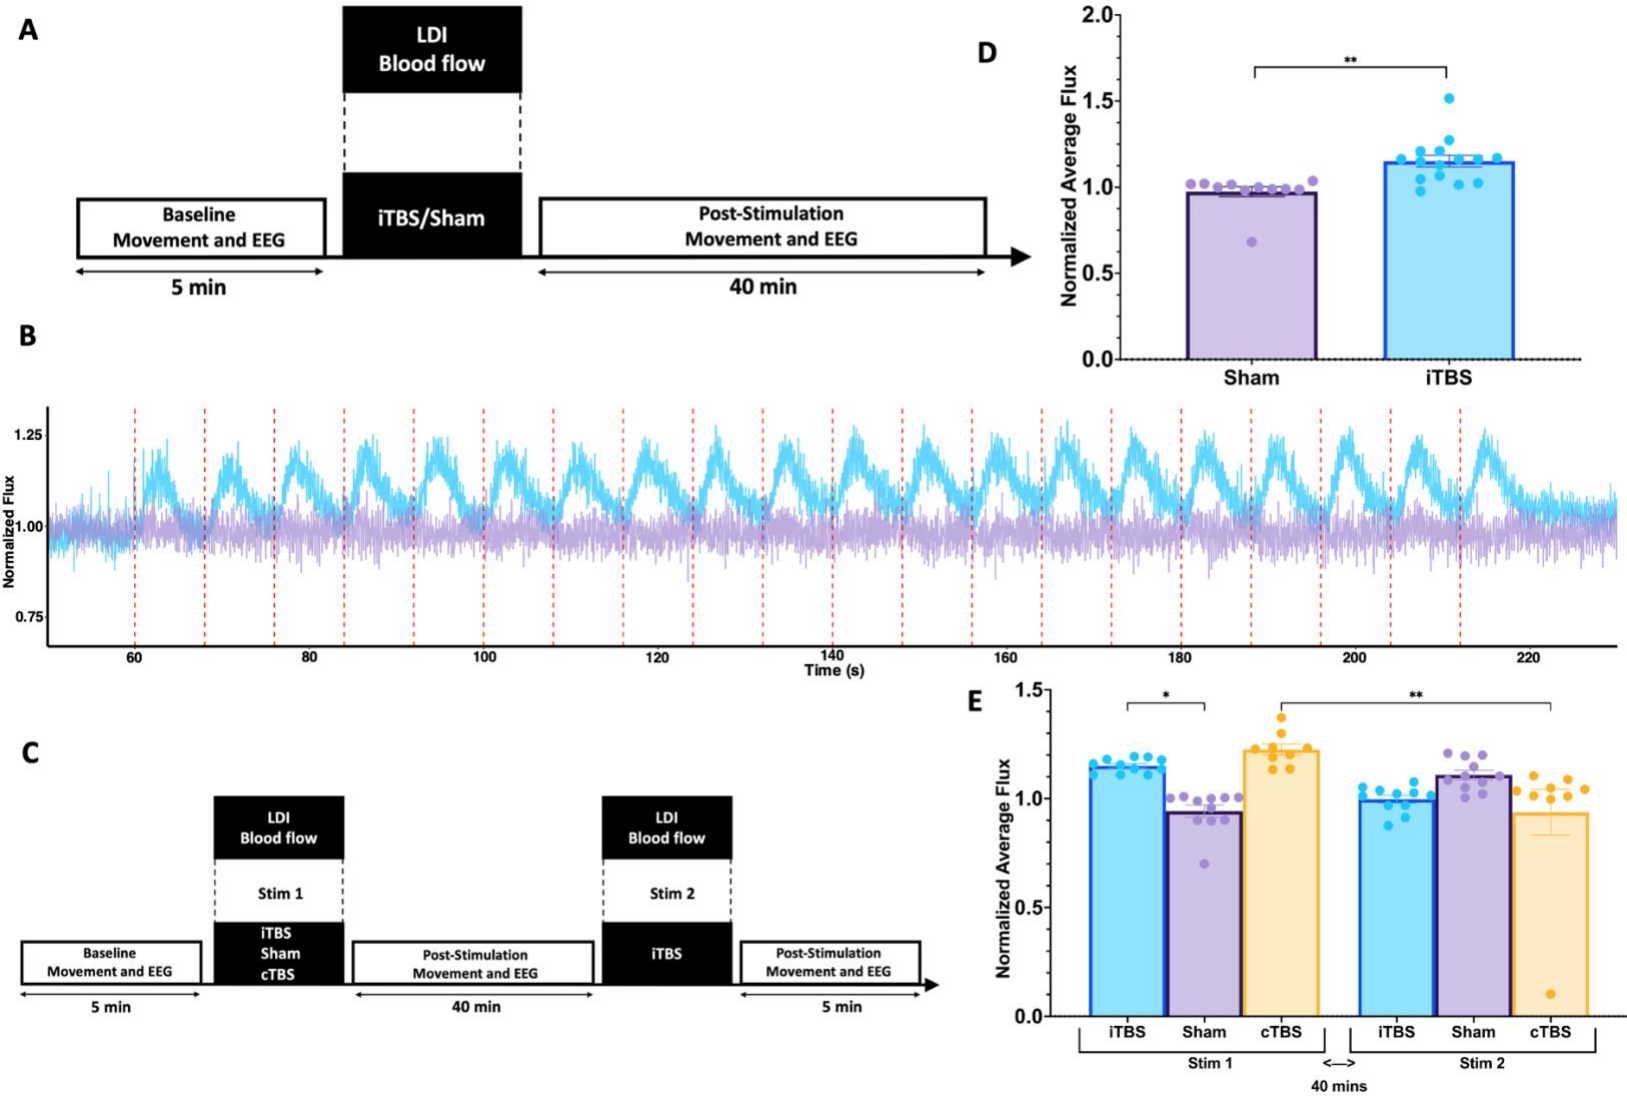 A
LDI
Blood flow
Baseline
Movement and EEG
iTBS/Sham
Post-Stimulation
Movement and EEG
5 min
40 min
D
2.0
1.5
1.0
0.5
0.0
Normalized Average Flux
**
Sham
iTBS
B
Normalized Flux
1.25
1.00
0.75
60
80
100
120
140
160
180
200
220
Time (s)
C
LDI
Blood flow
LDI
Blood flow
Stim 1
Stim 2
Baseline
Movement and EEG
iTBS
Sham
cTBS
Post-Stimulation
Movement and EEG
iTBS
Post-Stimulation
Movement and EEG
5 min
40 min
5 min
E
1.5
1.0
0.5
0.0
Normalized Average Flux
*
**
iTBS
Sham
cTBS
iTBS
Sham
cTBS
Stim 1
<—>
Stim 2
40 mins